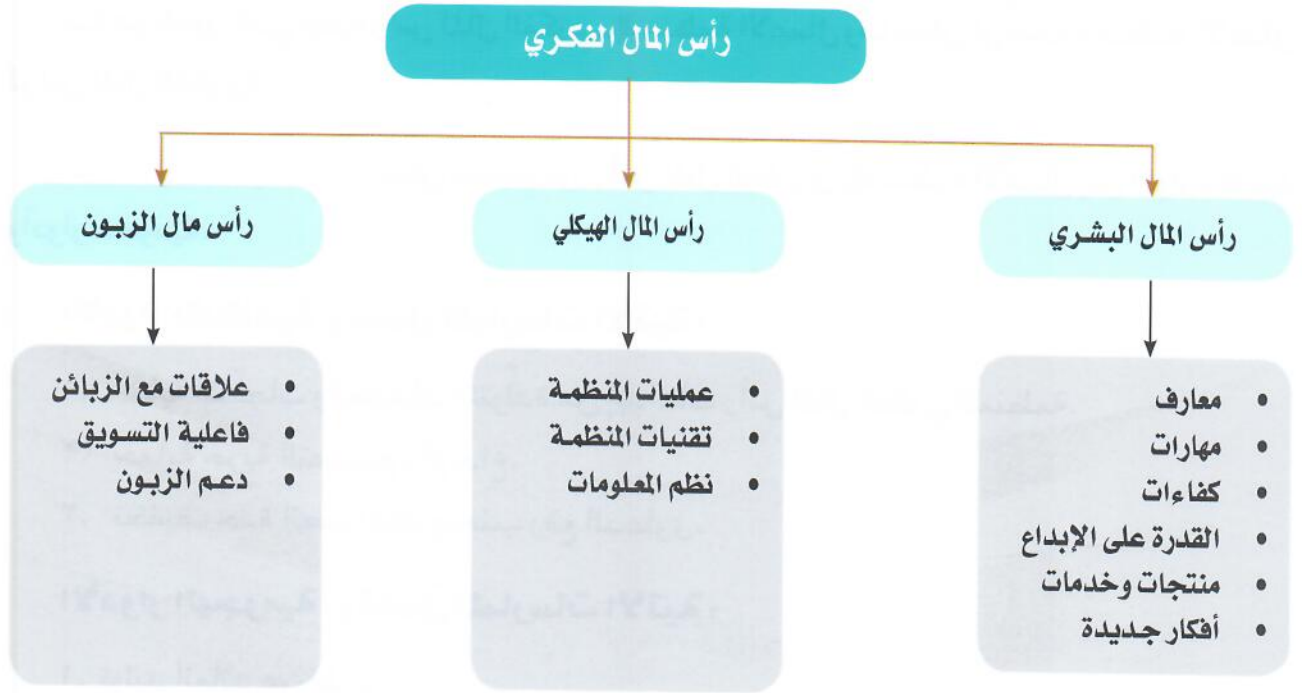 رأس المال الفكري
رأس المال البشري
معارف
مهارات
كفاءات
القدرة على الإبداع
منتجات وخدمات
أفكار جديدة
رأس المال الهيكلي
عمليات المنظمة
تقنيات المنظمة
نظم المعلومات
رأس مال الزبون
علاقات مع الزبائن
فاعلية التسويق
دعم الزبون